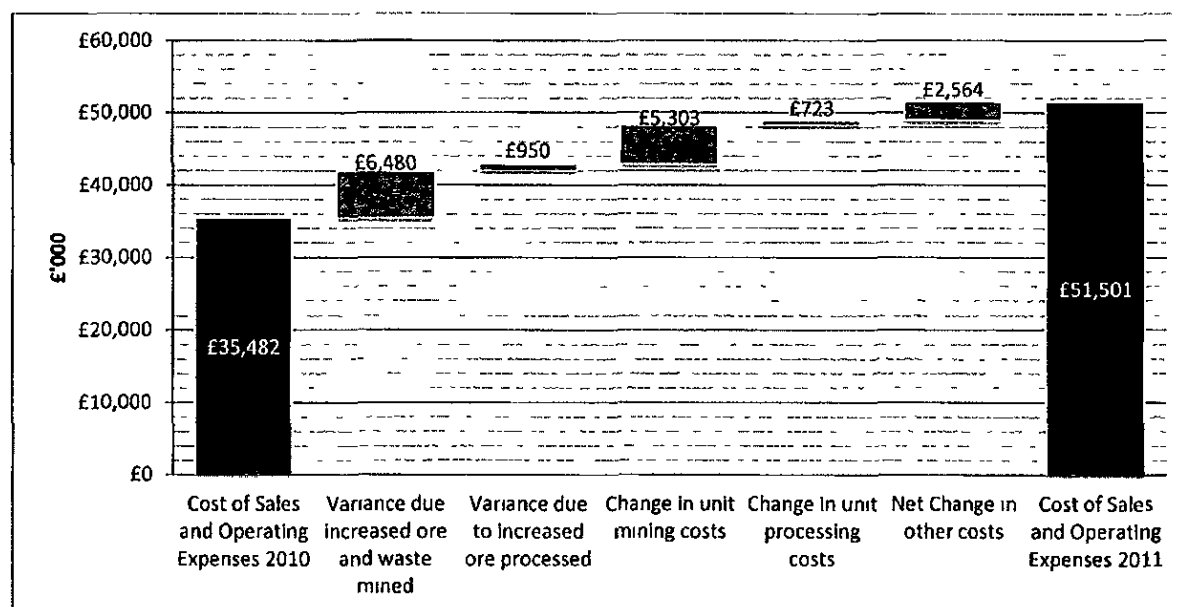 £60,000
£50,000
£40,000
£30,000
£20,000
£10,000
£0
£'000
£35,482
£6,480
£950
£5,303
£723
£2,564
£51,501
Cost of Sales
and Operating
Expenses 2010
Variance due
increased ore
and waste
mined
Variance due
to increased
ore processed
Change in unit
mining costs
Change in unit
processing
costs
Net Change in
other costs
Cost of Sales
and Operating
Expenses 2011